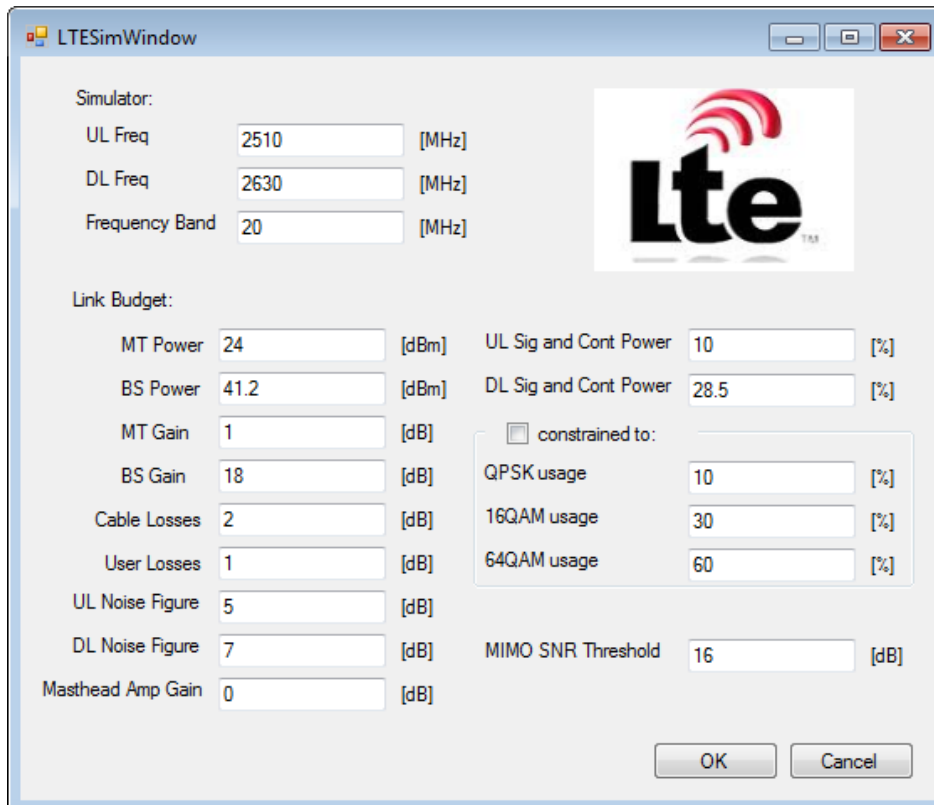 LTESimWindow
Simulator:
UL Freq 2510 [MHz]
DL Freq 2630 [MHz]
Frequency Band 20 [MHz]
Lte TM
Link Budget:
MT Power 24 [dBm]
BS Power 41.2 [dBm]
MT Gain 1 [dB]
BS Gain 18 [dB]
Cable Losses 2 [dB]
User Losses 1 [dB]
UL Noise Figure 5 [dB]
DL Noise Figure 7 [dB]
Masthead Amp Gain 0 [dB]
UL Sig and Cont Power 10 [%]
DL Sig and Cont Power 28.5 [%]
constrained to:
QPSK usage 10 [%]
16QAM usage 30 [%]
64QAM usage 60 [%]
MIMO SNR Threshold 16 [dB]
OK Cancel